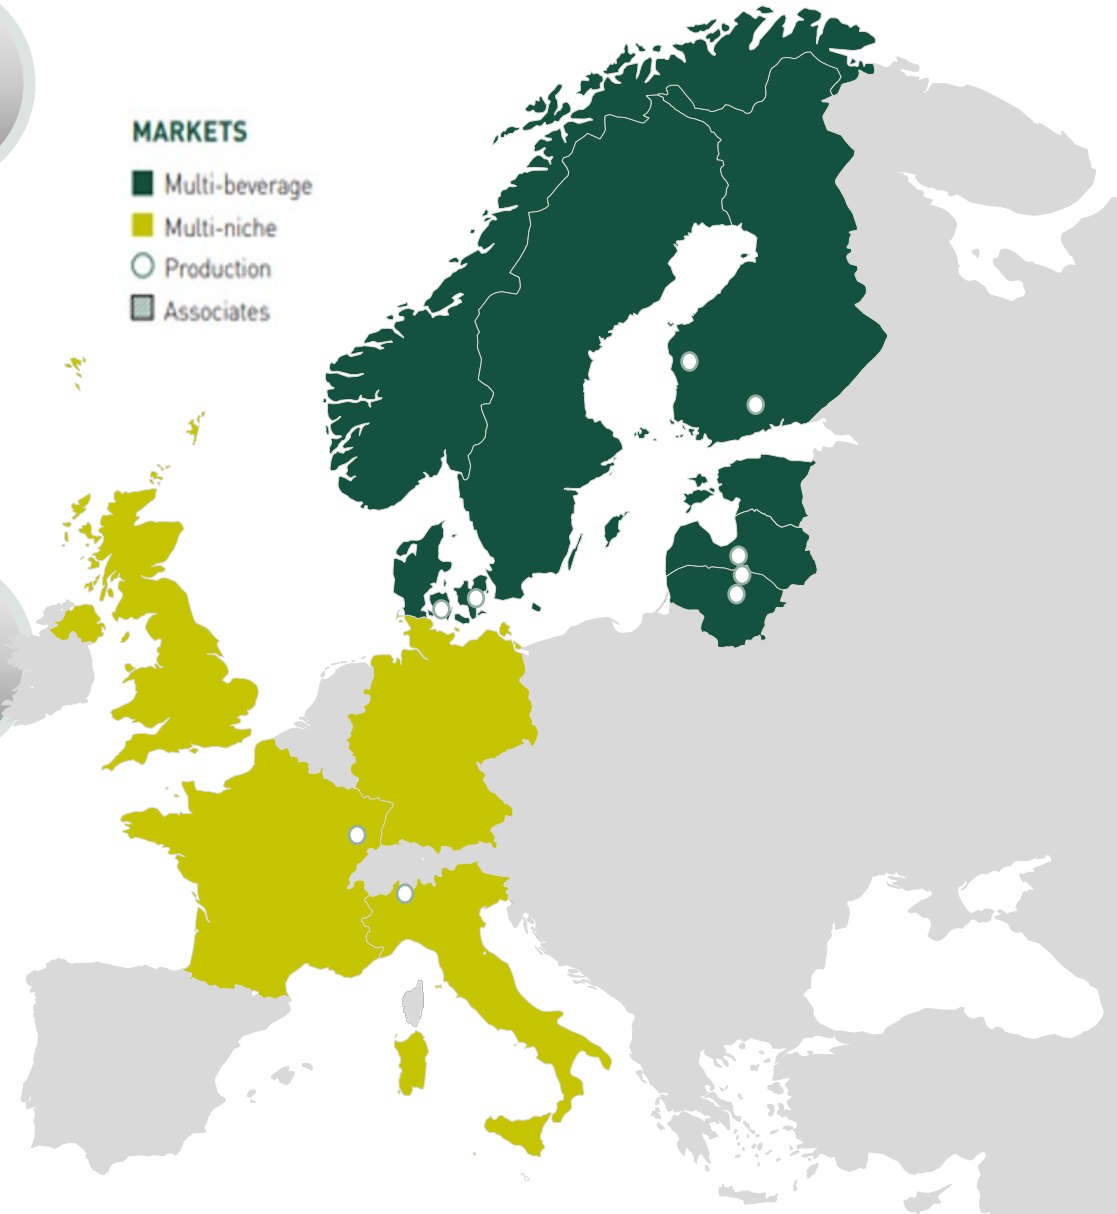 MARKETS
Multi-beverage
Multi-niche
Production
Associates